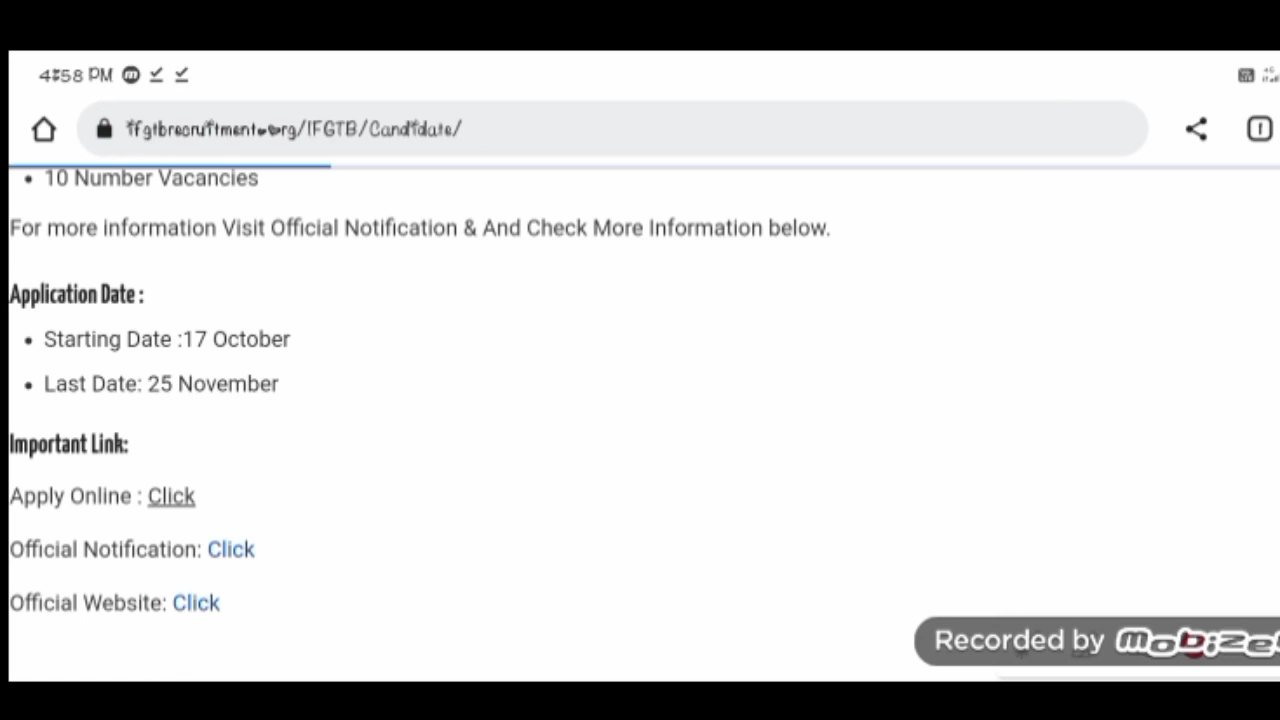 4:58 PM
ifgtbrecruitment.org/IFGTB/Candidate/
• 10 Number Vacancies
For more information Visit Official Notification & And Check More Information below.
Application Date :
• Starting Date :17 October
• Last Date: 25 November
Important Link:
Apply Online : Click
Official Notification: Click
Official Website: Click
Recorded by